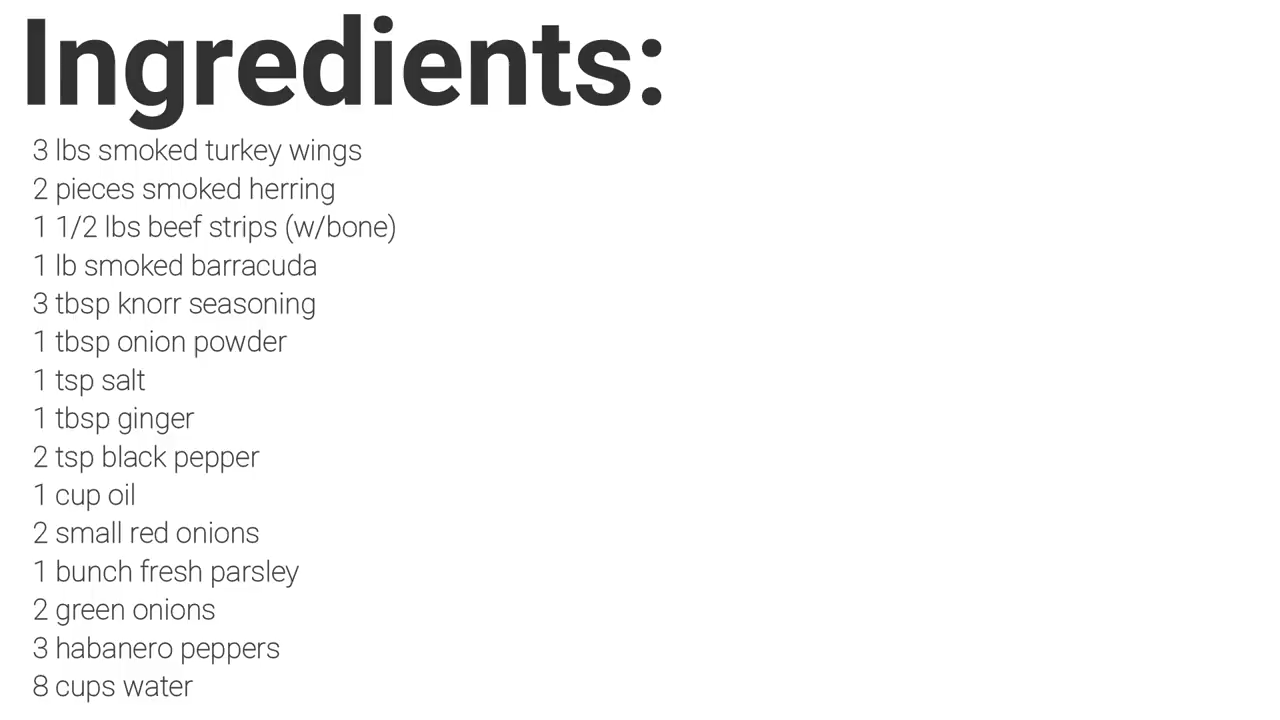 Ingredients:
3 lbs smoked turkey wings
2 pieces smoked herring
1 1/2 lbs beef strips (w/bone)
1 lb smoked barracuda
3 tbsp knorr seasoning
1 tbsp onion powder
1 tsp salt
1 tbsp ginger
2 tsp black pepper
1 cup oil
2 small red onions
1 bunch fresh parsley
2 green onions
3 habanero peppers
8 cups water